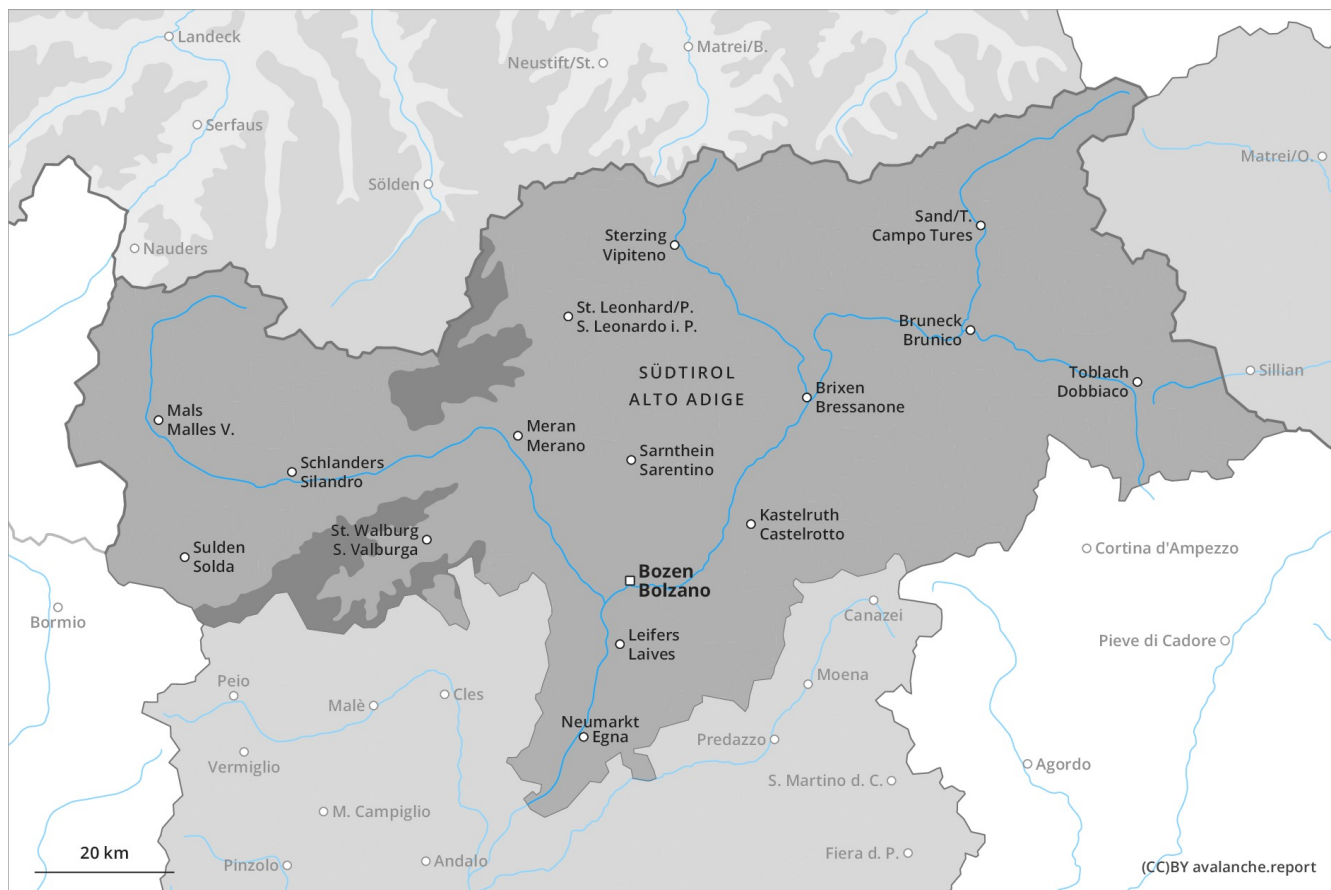 Landeck
Matrei/B.
Neustift/St.
Serfaus
Matrei/O.
Sölden
Nauders
Sand/T.
Campo Tures
Sterzing
Vipiteno
St. Leonhard/P.
S. Leonardo i. P.
Bruneck
Brunico
SÜDTIROL
ALTO ADIGE
Toblach
Dobbiaco
Sillian
Brixen
Bressanone
Mals
Malles V.
Meran
Merano
Schlanders
Silandro
Sarnthein
Sarentino
Kastelruth
Castelrotto
St. Walburg
S. Valburga
Sulden
Solda
Cortina d'Ampezzo
Bozen
Bolzano
Bormio
Canazei
Leifers
Laives
Pieve di Cadore
Moena
Peio
Malè
Cles
Neumarkt
Egna
Predazzo
Vermiglio
Agordo
S. Martino d. C.
M. Campiglio
20 km
Pinzolo
Andalo
Fiera d. P.
(CC)BY avalanche.report